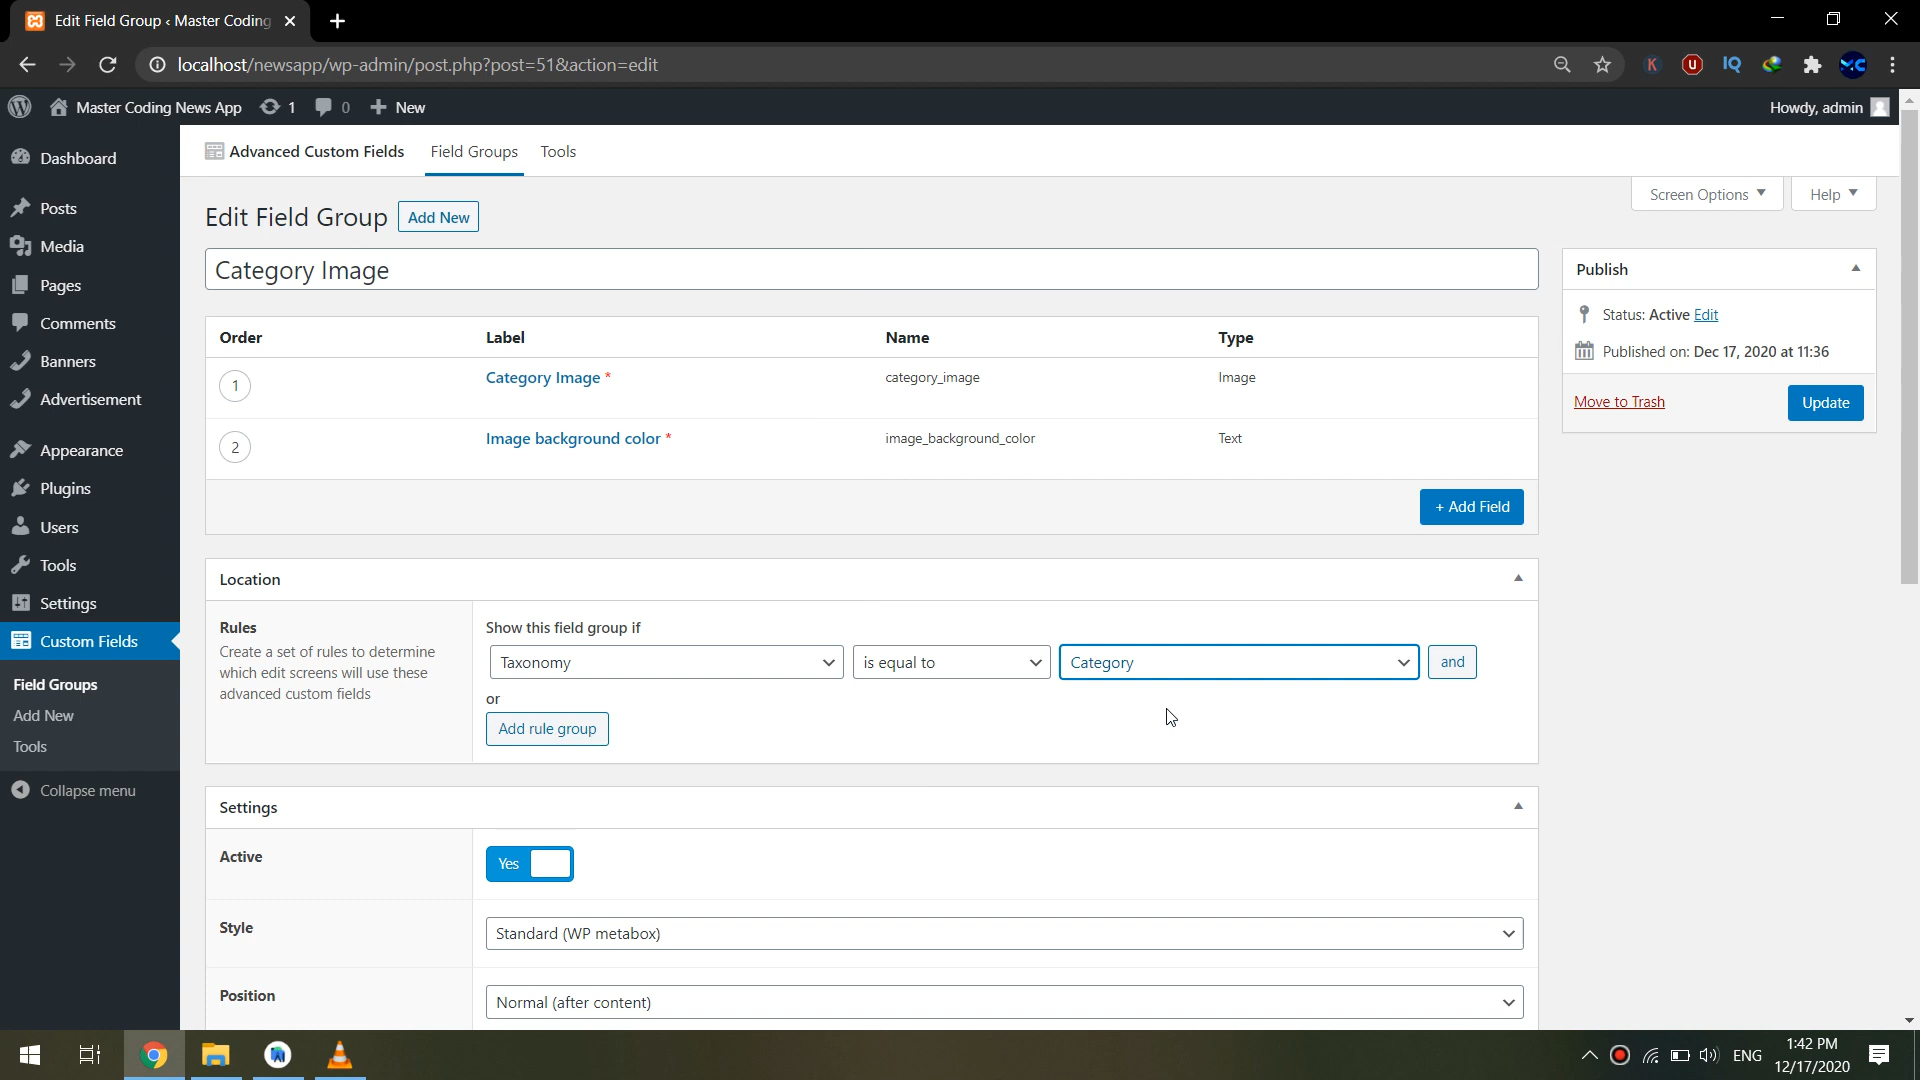 Edit Field Group ‹ Master Coding
localhost/newsapp/wp-admin/post.php?post=51&action=edit
K
IQ
Master Coding News App
1
0
New
Howdy, admin
Dashboard
Posts
Media
Pages
Comments
Banners
Advertisement
Appearance
Plugins
Users
Tools
Settings
Custom Fields
Field Groups
Add New
Tools
Collapse menu
Advanced Custom Fields
Field Groups
Tools
Screen Options
Help
Edit Field Group
Add New
Category Image
Order
Label
Name
Type
1
Category Image *
category_image
Image
2
Image background color *
image_background_color
Text
+ Add Field
Location
Rules
Create a set of rules to determine
which edit screens will use these
advanced custom fields
Show this field group if
Taxonomy
is equal to
Category
and
or
Add rule group
Settings
Active
Yes
Style
Standard (WP metabox)
Position
Normal (after content)
Publish
Status: Active Edit
Published on: Dec 17, 2020 at 11:36
Move to Trash
Update
ENG
1:42 PM
12/17/2020